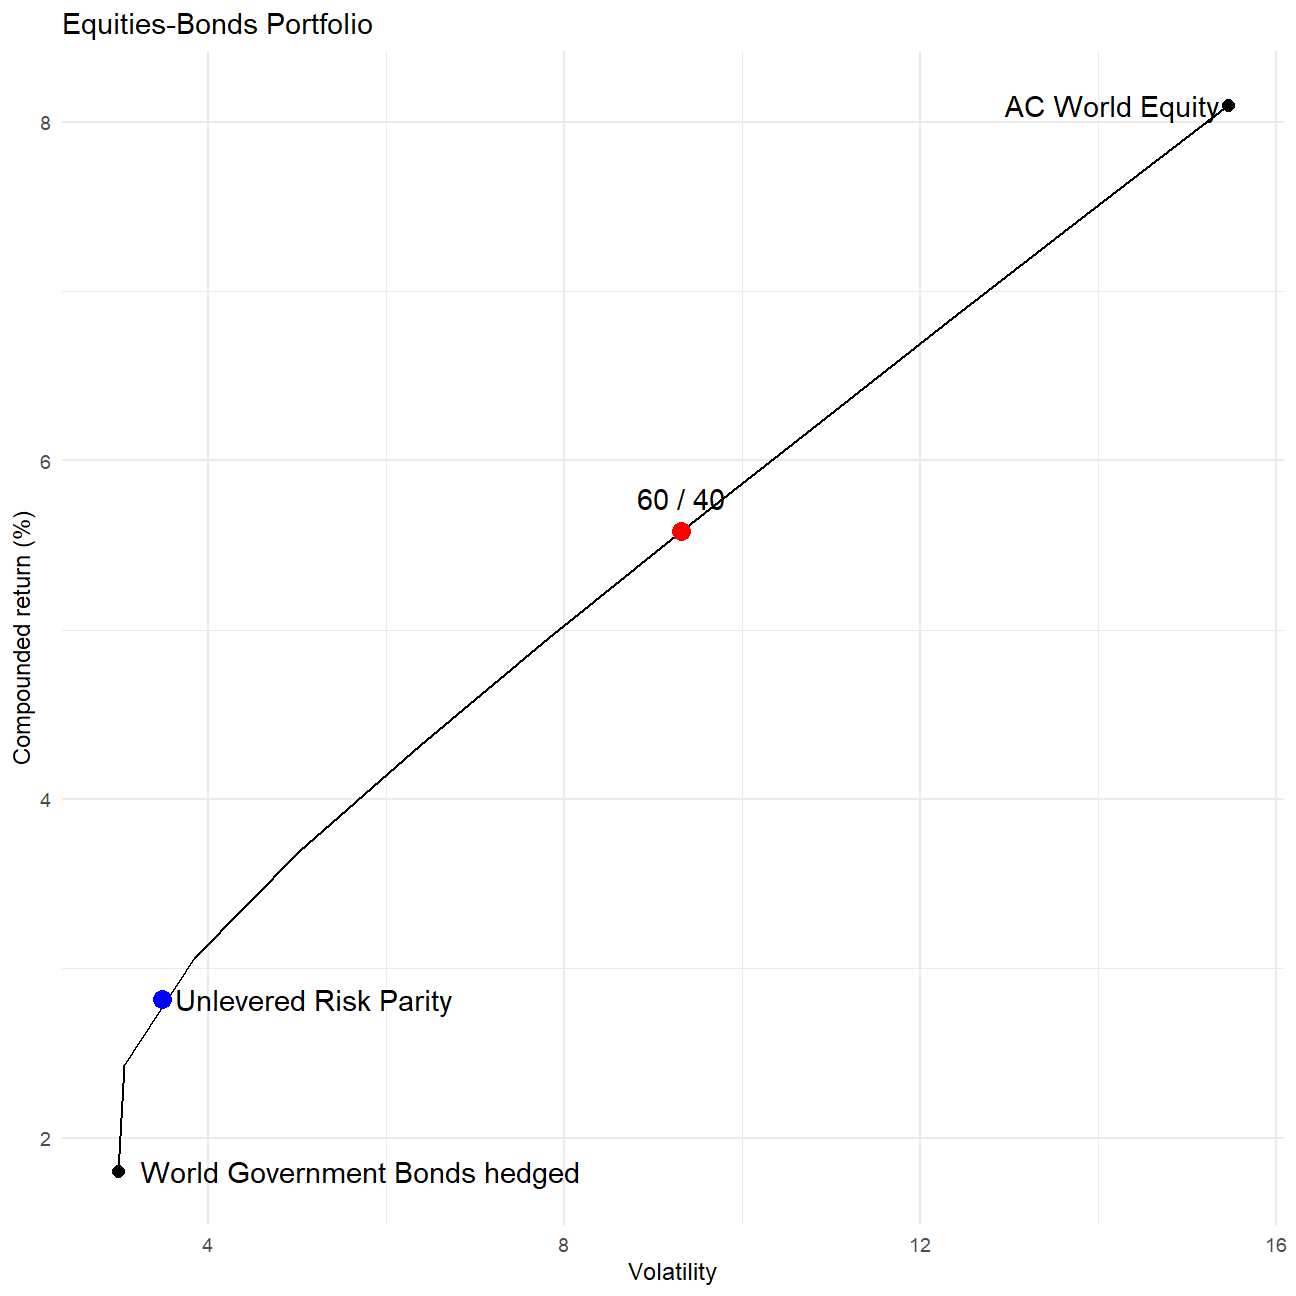 Equities-Bonds Portfolio
AC World Equity
8
6
60 / 40
Compounded return (%)
4
Unlevered Risk Parity
2
World Government Bonds hedged
4 8 12 16
Volatility